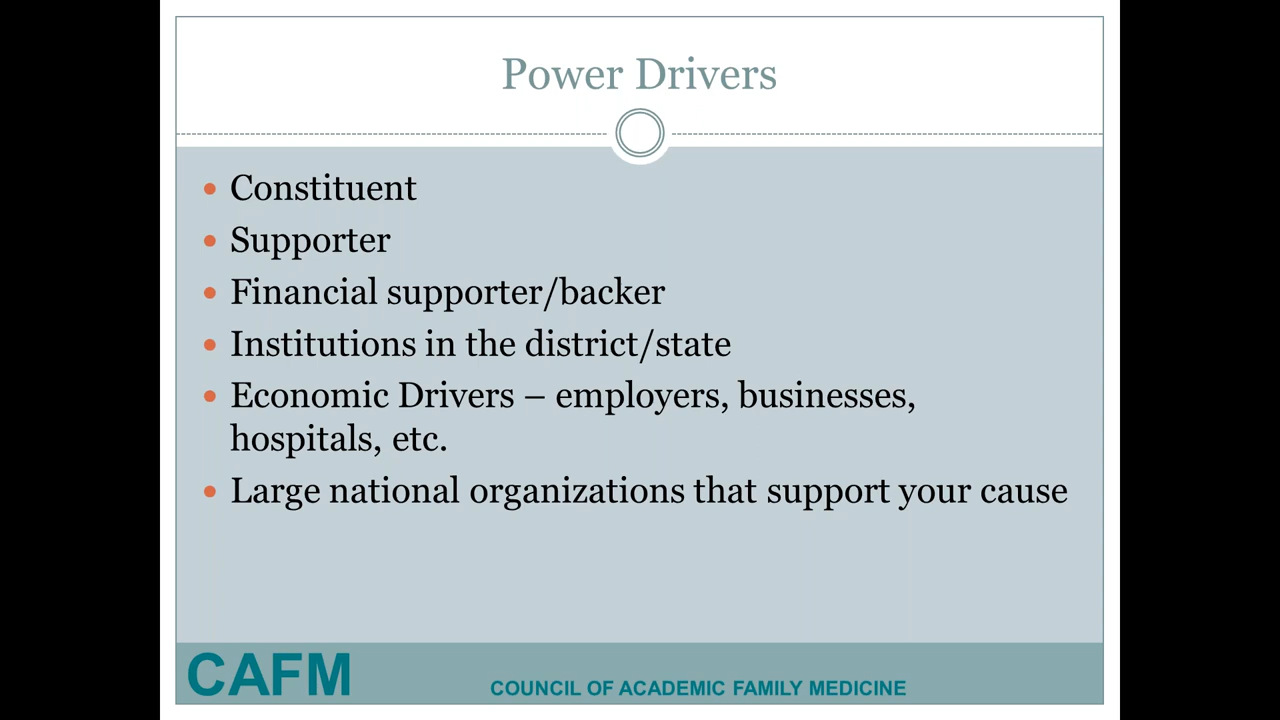 Power Drivers
• Constituent
• Supporter
• Financial supporter/backer
• Institutions in the district/state
• Economic Drivers – employers, businesses,
hospitals, etc.
• Large national organizations that support your cause
CAFM
COUNCIL OF ACADEMIC FAMILY MEDICINE